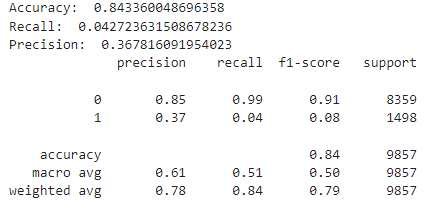 Accuracy:  0.843360048696358
Recall:  0.042723631508678236
Precision:  0.367816091954023
              precision    recall  f1-score   support

           0       0.85      0.99      0.91      8359
           1       0.37      0.04      0.08      1498

    accuracy                           0.84      9857
   macro avg       0.61      0.51      0.50      9857
weighted avg       0.78      0.84      0.79      9857